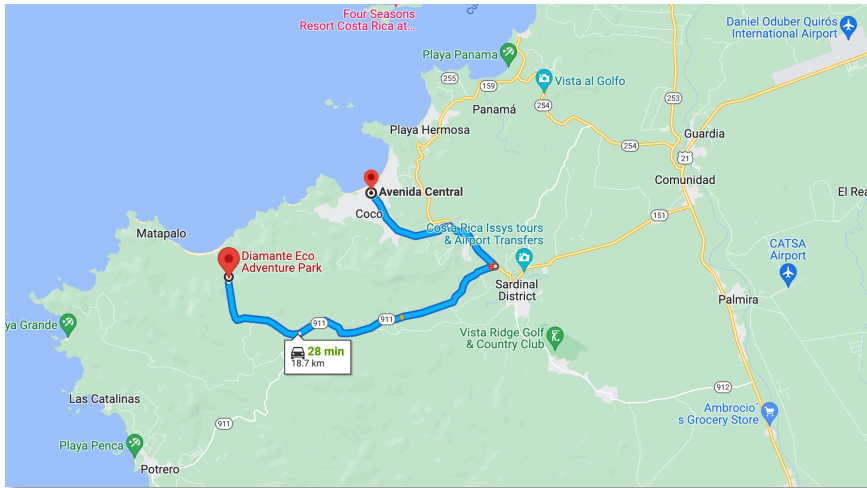 Four Seasons
Resort Costa Rica at...
Daniel Oduber Quirós
International Airport
Playa Panama
255
159
Vista al Golfo
Panamá
254
253
Playa Hermosa
Guardia
254
21
Comunidad
Avenida Central
El Rea
Coco
151
Matapalo
Costa Rica Issys tours
& Airport Transfers
Diamante Eco
Adventure Park
CATSA
Airport
Sardinal
District
Palmira
ya Grande
911
911
Vista Ridge Golf
& Country Club
28 min
18.7 km
912
Las Catalinas
Ambrocio'
s Grocery Store
911
Playa Penca
Potrero